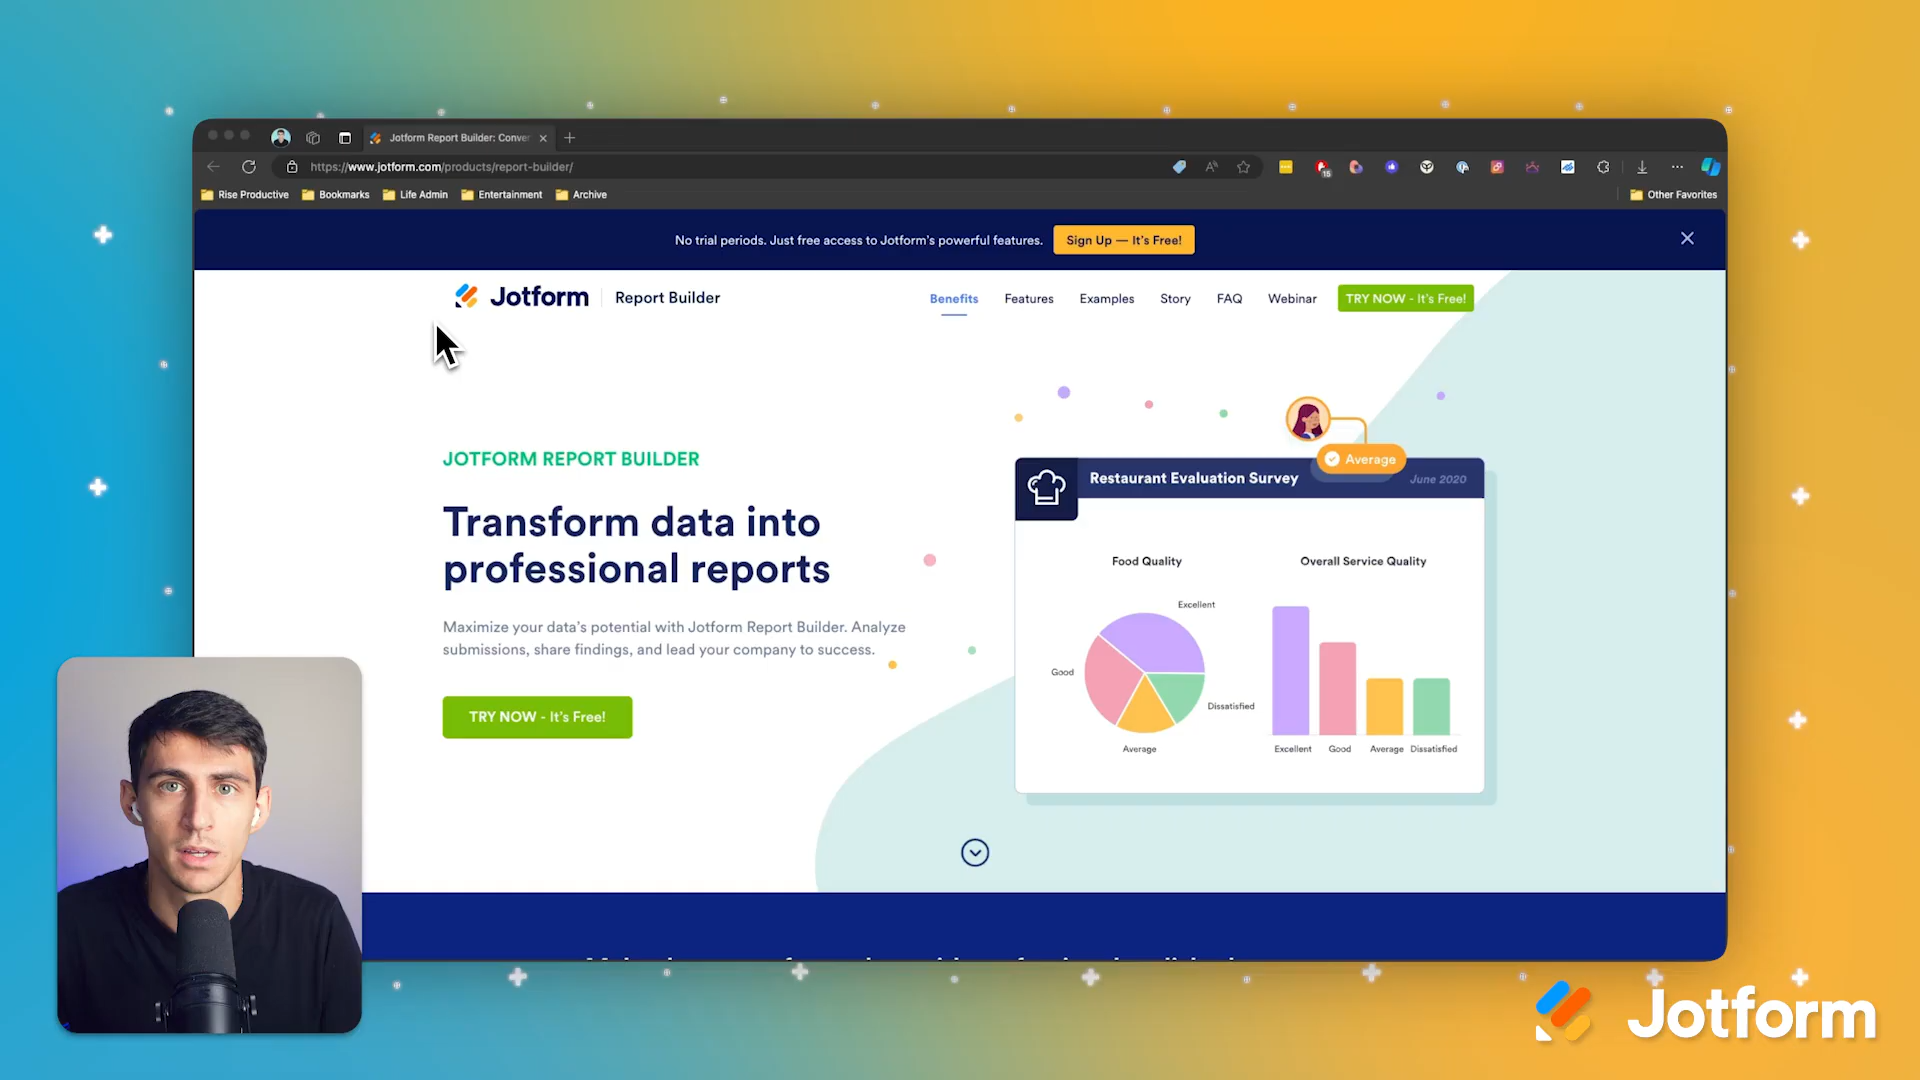 Jotform Report Builder: Conver
https://www.jotform.com/products/report-builder/
15
Rise Productive
Bookmarks
Life Admin
Entertainment
Archive
Other Favorites
No trial periods. Just free access to Jotform's powerful features.
Sign Up — It's Free!
Jotform
Report Builder
Benefits
Features
Examples
Story
FAQ
Webinar
TRY NOW - It's Free!
JOTFORM REPORT BUILDER
Transform data into
professional reports
Maximize your data's potential with Jotform Report Builder. Analyze
submissions, share findings, and lead your company to success.
TRY NOW - It's Free!
Average
Restaurant Evaluation Survey
June 2020
Food Quality
Excellent
Good
Dissatisfied
Average
Overall Service Quality
Excellent
Good
Average
Dissatisfied
Jotform